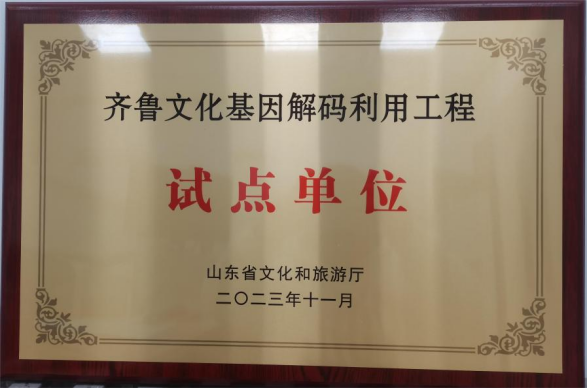 齐鲁文化基因解码利用工程
试点单位
山东省文化和旅游厅
二〇二三年十一月